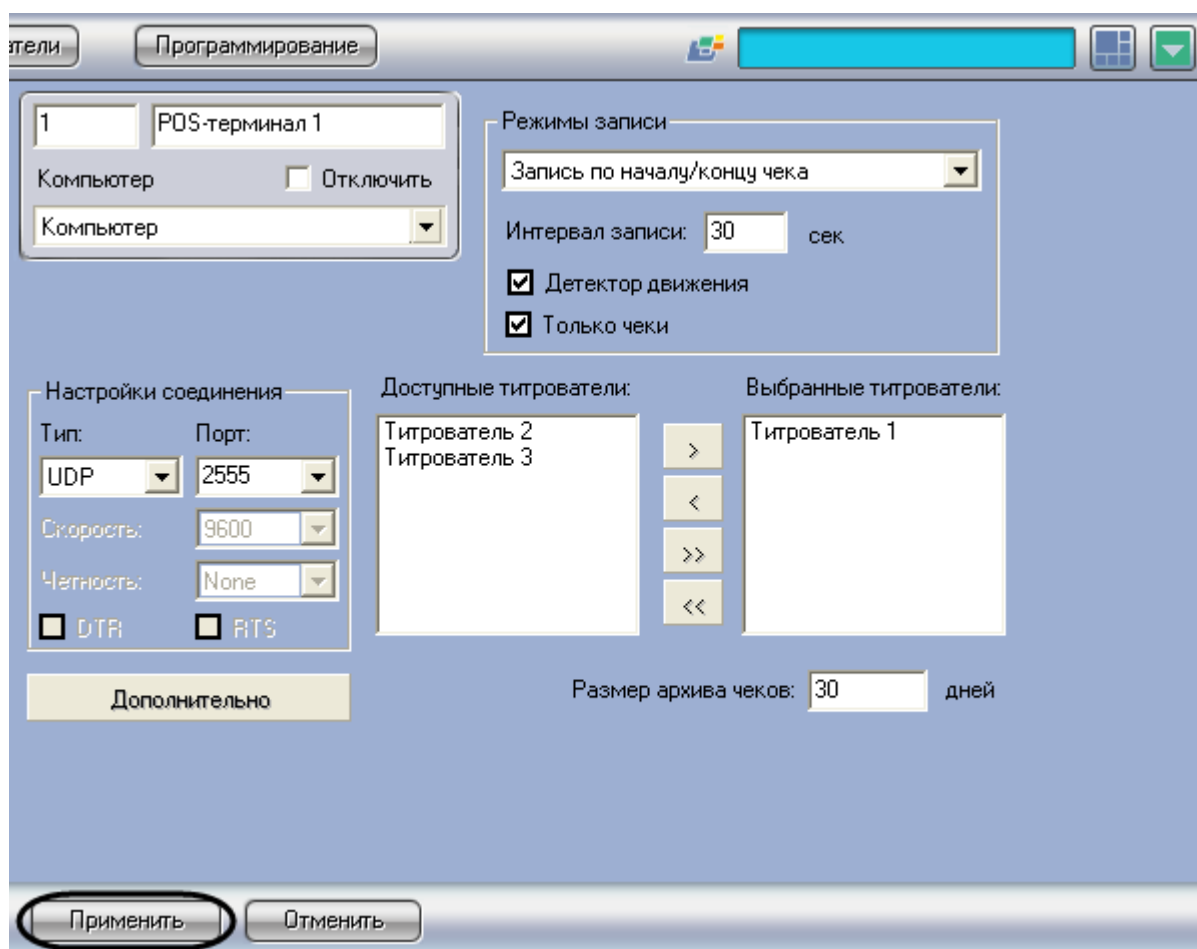 атели
Программирование
1
POS-терминал 1
Компьютер
Отключить
Компьютер
Режимы записи
Запись по началу/концу чека
Интервал записи: 30 сек
Детектор движения
Только чеки
Настройки соединения
Тип: Порт:
UDP 2555
Скорость: 9600
Четность: None
DTR RTS
Дополнительно
Доступные титрователи:
Титрователь 2
Титрователь 3
>
<
>>
<<
Выбранные титрователи:
Титрователь 1
Размер архива чеков: 30 дней
Применить
Отменить